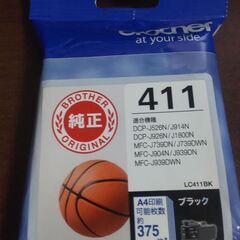 brother
at your side
BROTHER
純正
ORIGINAL
411
適合機種
DCP-J526N/J914N
DCP-J926N/J1800N
MFC-J739DN/J739DWN
MFC-J904N/J939DN
MFC-J939DWN
LC411BK
A4印刷
可能枚数
約
375
ブラック